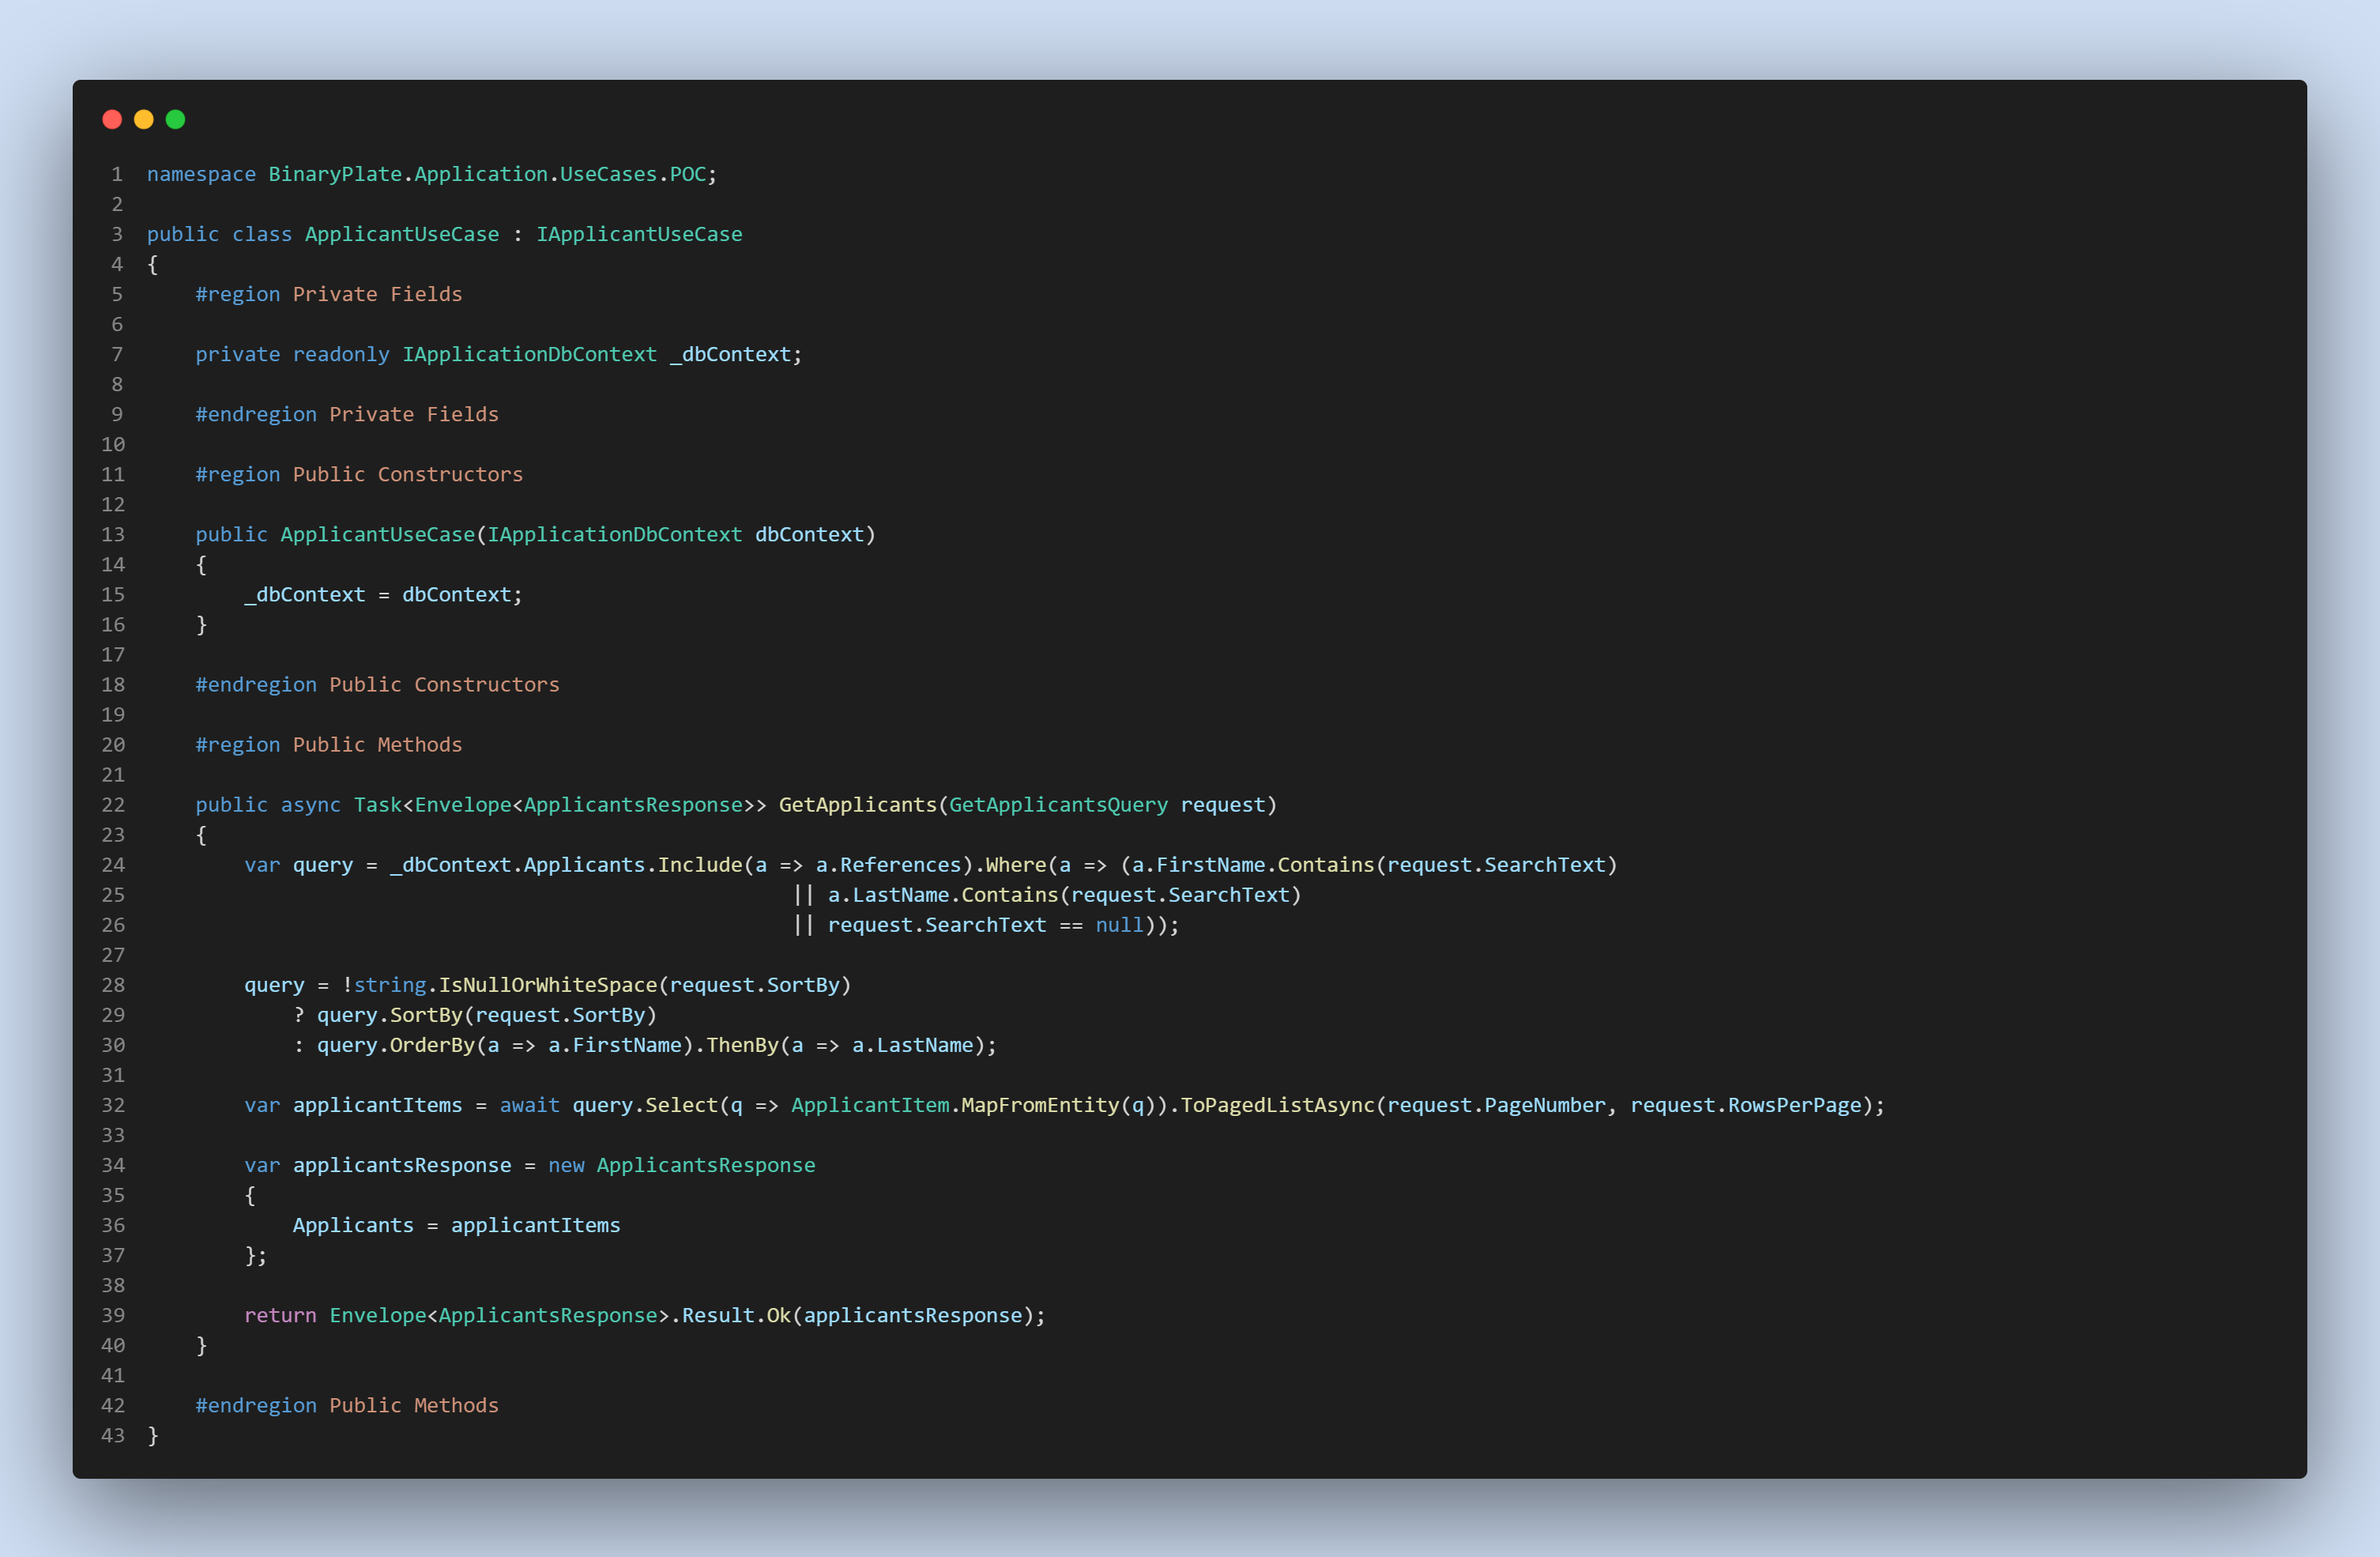 1 namespace BinaryPlate.Application.UseCases.POC;
2
3 public class ApplicantUseCase : IApplicantUseCase
4 {
5     #region Private Fields
6
7     private readonly IApplicationDbContext _dbContext;
8
9     #endregion Private Fields
10
11     #region Public Constructors
12
13     public ApplicantUseCase(IApplicationDbContext dbContext)
14     {
15         _dbContext = dbContext;
16     }
17
18     #endregion Public Constructors
19
20     #region Public Methods
21
22     public async Task<Envelope<ApplicantsResponse>> GetApplicants(GetApplicantsQuery request)
23     {
24         var query = _dbContext.Applicants.Include(a => a.References).Where(a => (a.FirstName.Contains(request.SearchText)
25                                                      || a.LastName.Contains(request.SearchText)
26                                                      || request.SearchText == null));
27
28         query = !string.IsNullOrWhiteSpace(request.SortBy)
29             ? query.SortBy(request.SortBy)
30             : query.OrderBy(a => a.FirstName).ThenBy(a => a.LastName);
31
32         var applicantItems = await query.Select(q => ApplicantItem.MapFromEntity(q)).ToPagedListAsync(request.PageNumber, request.RowsPerPage);
33
34         var applicantsResponse = new ApplicantsResponse
35         {
36             Applicants = applicantItems
37         };
38
39         return Envelope<ApplicantsResponse>.Result.Ok(applicantsResponse);
40     }
41
42     #endregion Public Methods
43 }